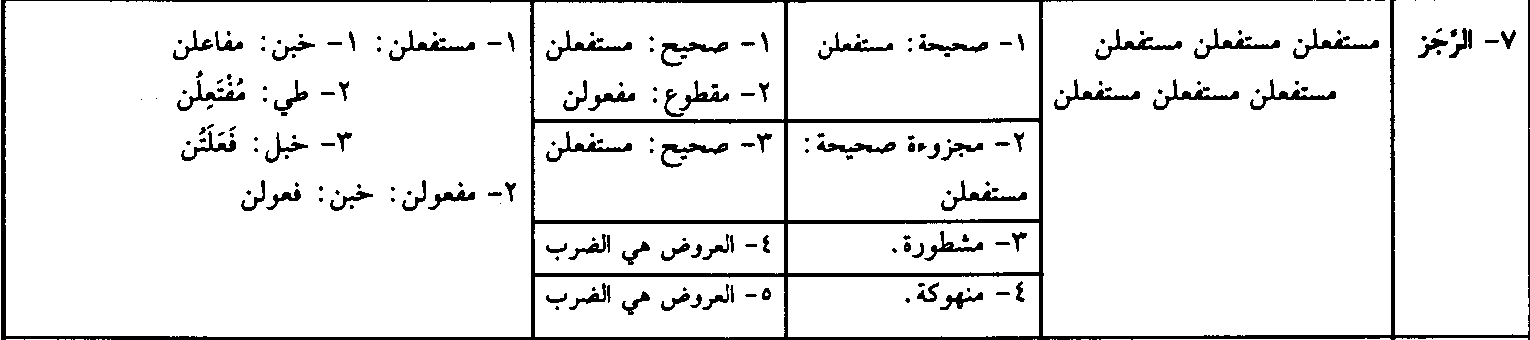 ٧- الرَّجَز
مستفعلن مستفعلن مستفعلن
مستفعلن مستفعلن مستفعلن
١- صحيحة: مستفعلن
٢- مجزوءة صحيحة:
مستفعلن
٣- مشطورة.
٤- منهوكة.
١- صحيح: مستفعلن
٢- مقطوع: مفعولن
٣- صحيح: مستفعلن
٤- العروض هي الضرب
٥- العروض هي الضرب
١- مستفعلن: ١- خبن: مفاعلن
٢- طي: مُفْتَعِلُن
٣- خبل: فَعَلَتُن
٢- مفعولن: خبن: فعولن